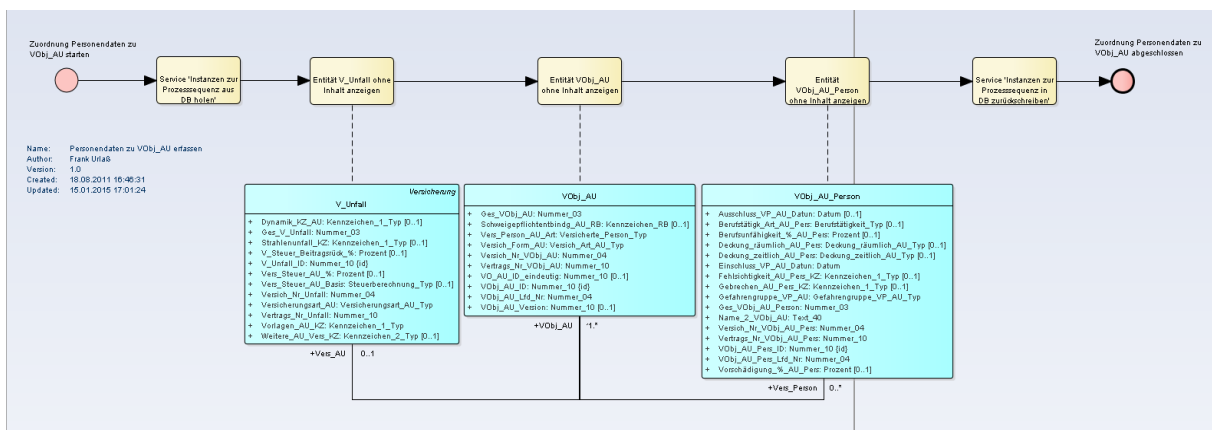 Zuordnung Personendaten zu
VObj_AU starten
Service 'Instanzen zur
Prozesssequenz aus
DB holen'
Entität V_Unfall ohne
Inhalt anzeigen
Entität VObj_AU
ohne Inhalt anzeigen
Entität
VObj_AU_Person
ohne Inhalt anzeigen
Service 'Instanzen zur
Prozesssequenz in
DB zurückschreiben'
Zuordnung Personendaten zu
VObj_AU abgeschlossen
Name: Personendaten zu VObj_AU erfassen
Author: Frank Urlaß
Version: 1.0
Created: 18.08.2011 16:46:31
Updated: 15.01.2015 17:01:24
Versicherung
V_Unfall
+ Dynamik_KZ_AU: Kennzeichen_1_Typ [0..1]
+ Ges_V_Unfall: Nummer_03
+ Strahlenunfall_KZ: Kennzeichen_1_Typ [0..1]
+ V_Steuer_Beitragsrück_%: Prozent [0..1]
+ V_Unfall_ID: Nummer_10 {id}
+ Vers_Steuer_AU_%: Prozent [0..1]
+ Vers_Steuer_AU_Basis: Steuerberechnung_Typ [0..1]
+ Versich_Nr_Unfall: Nummer_04
+ Versicherungsart_AU: Versicherungsart_AU_Typ
+ Vertrags_Nr_Unfall: Nummer_10
+ Vorlagen_AU_KZ: Kennzeichen_1_Typ
+ Weitere_AU_Vers_KZ: Kennzeichen_2_Typ [0..1]
VObj_AU
+ Ges_VObj_AU: Nummer_03
+ Schweigepflichtentbindg_AU_RB: Kennzeichen_RB [0..1]
+ Vers_Person_AU_Art: Versicherte_Person_Typ
+ Versich_Form_AU: Versich_Art_AU_Typ
+ Versich_Nr_VObj_AU: Nummer_04
+ Vertrags_Nr_VObj_AU: Nummer_10
+ VO_AU_ID_eindeutig: Nummer_10 [0..1]
+ VObj_AU_ID: Nummer_10 {id}
+ VObj_AU_Lfd_Nr: Nummer_04
+ VObj_AU_Version: Nummer_10 [0..1]
VObj_AU_Person
+ Ausschluss_VP_AU_Datun: Datum [0..1]
+ Berufstätigk_Art_AU_Pers: Berufstätigkeit_Typ [0..1]
+ Berufsunfähigkeit_%_AU_Pers: Prozent [0..1]
+ Deckung_räumlich_AU_Pers: Deckung_räumlich_AU_Typ [0..1]
+ Deckung_zeitlich_AU_Pers: Deckung_zeitlich_AU_Typ [0..1]
+ Einschluss_VP_AU_Datun: Datum
+ Fehlsichtigkeit_AU_Pers_KZ: Kennzeichen_1_Typ [0..1]
+ Gebrechen_AU_Pers_KZ: Kennzeichen_1_Typ [0..1]
+ Gefahrengruppe_VP_AU: Gefahrengruppe_VP_AU_Typ
+ Ges_VObj_AU_Person: Nummer_03
+ Name_2_VObj_AU: Text_40
+ Versich_Nr_VObj_AU_Pers: Nummer_04
+ Vertrags_Nr_VObj_AU_Pers: Nummer_10
+ VObj_AU_Pers_ID: Nummer_10 {id}
+ VObj_AU_Pers_Lfd_Nr: Nummer_04
+ Vorschädigung_%_AU_Pers: Prozent [0..1]
+Vers_AU 0..1
+VObj_AU "1.."
+Vers_Person 0..*